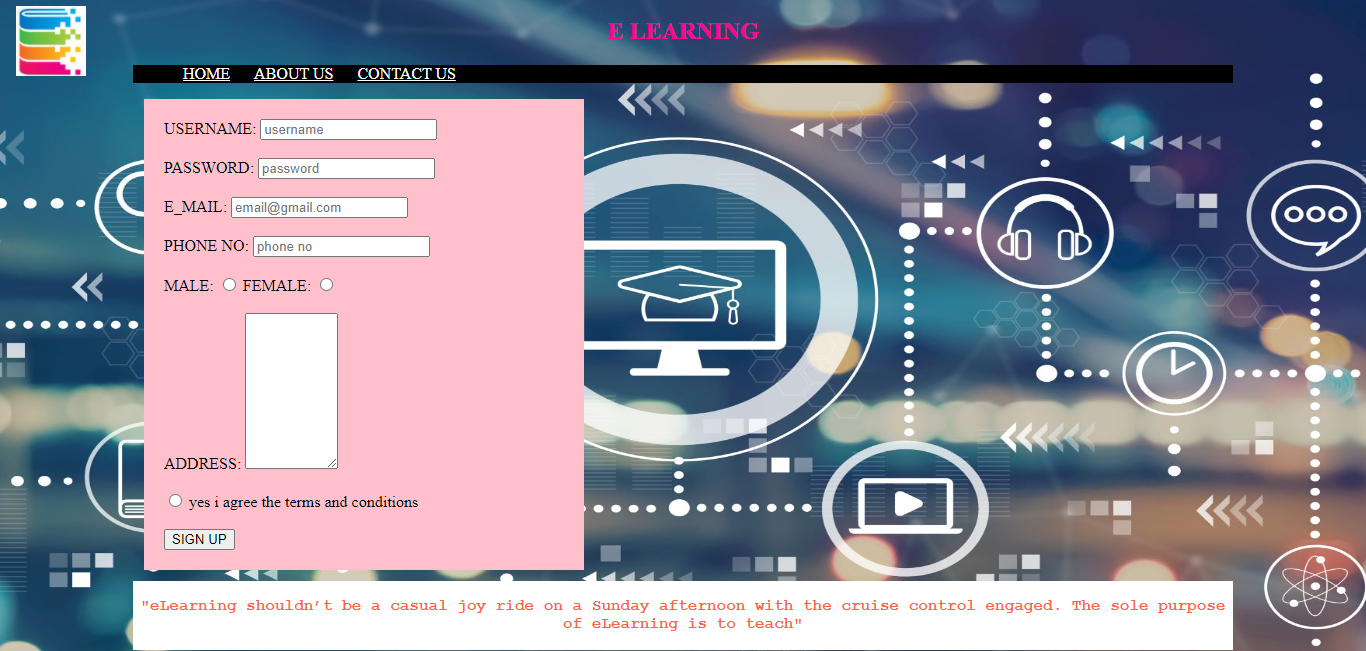 E LEARNING
HOME ABOUT US CONTACT US
USERNAME: username
PASSWORD: password
E_MAIL: email@gmail.com
PHONE NO: phone no
MALE: FEMALE:
ADDRESS:
yes i agree the terms and conditions
SIGN UP
"eLearning shouldn’t be a casual joy ride on a Sunday afternoon with the cruise control engaged. The sole purpose
of eLearning is to teach"